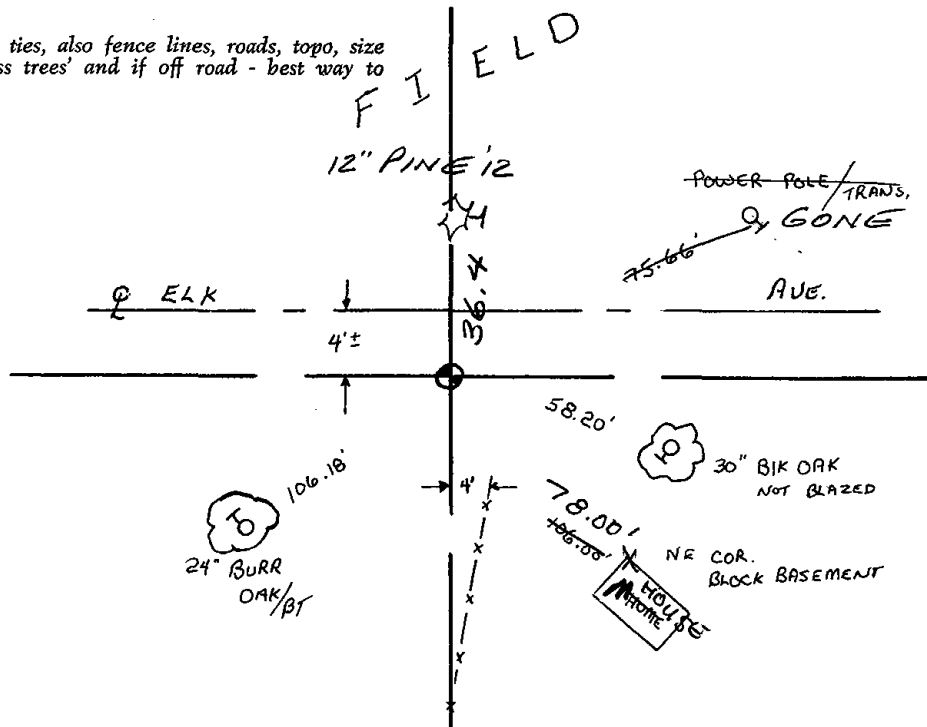 ties, also fence lines, roads, topo, size
ss trees' and if off road - best way to
FIELD
12" PINE '12
POWER POLE/TRANS.
GONE
75.66'
36.4
℄ ELK
AVE.
4'±
58.20'
30" BlK OAK
NOT BLAZED
106.18'
24" BURR
OAK/BT
4'
78.00'
106.00'
NE COR.
BLOCK BASEMENT
HOUSE
HOME